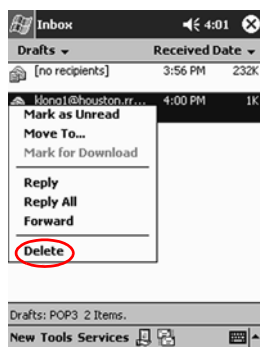 Inbox 4:01
Drafts Received Date
[no recipients] 3:56 PM 232K
klong1@houston.rr... 4:00 PM 1K
Mark as Unread
Move To...
Mark for Download
Reply
Reply All
Forward
Delete
Drafts: POP3 2 Items.
New Tools Services